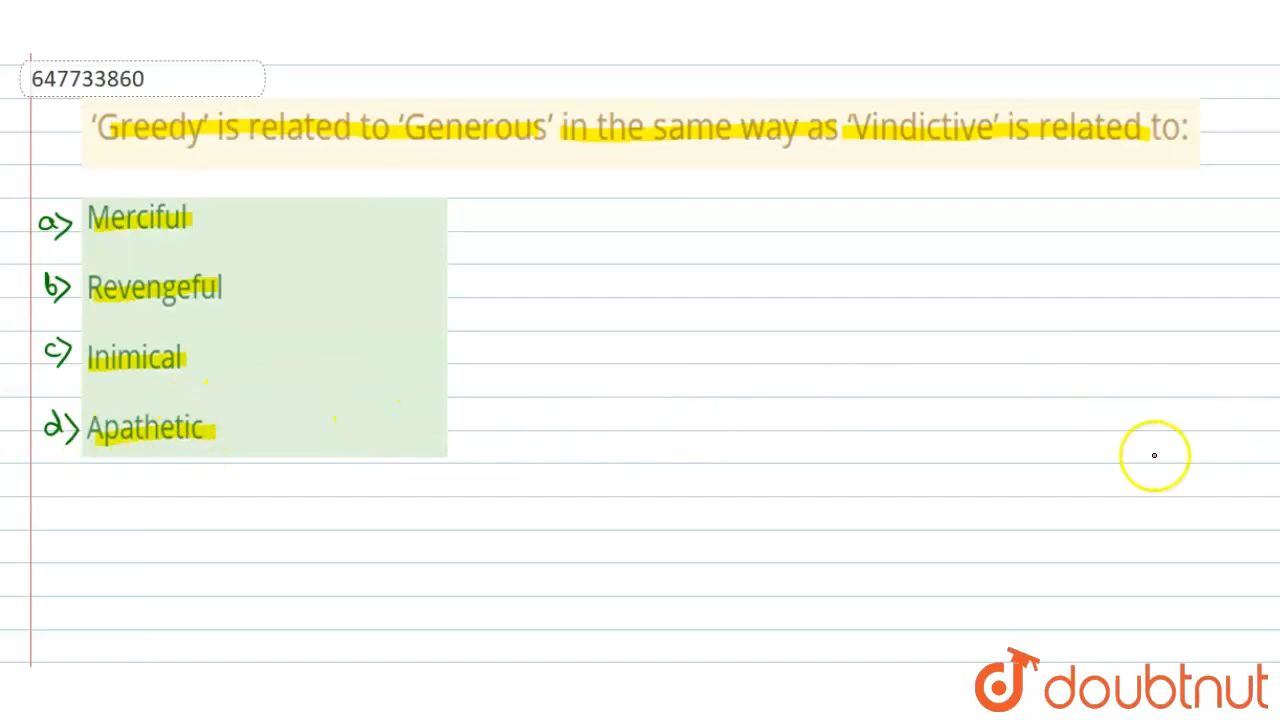 647733860
‘Greedy’ is related to ‘Generous’ in the same way as ‘Vindictive’ is related to:
a) Merciful
b) Revengeful
c) Inimical
d) Apathetic
doubtnut